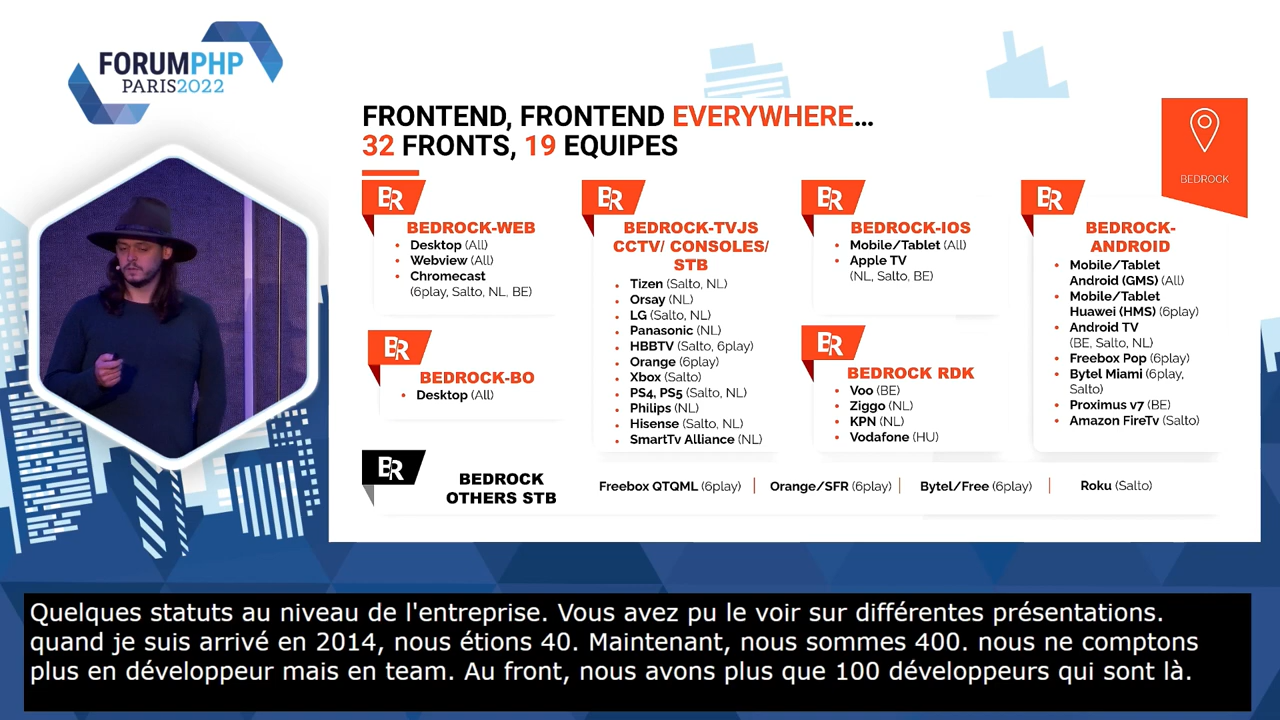 FORUMPHP
PARIS2022
FRONTEND, FRONTEND EVERYWHERE...
32 FRONTS, 19 EQUIPES
BEDROCK
BR
BEDROCK-WEB
• Desktop (All)
• Webview (All)
• Chromecast
(6play, Salto, NL, BE)
BR
BEDROCK-BO
• Desktop (All)
BR
BEDROCK-TVJS
CCTV/ CONSOLES/
STB
• Tizen (Salto, NL)
• Orsay (NL)
• LG (Salto, NL)
• Panasonic (NL)
• HBBTV (Salto, 6play)
• Orange (6play)
• Xbox (Salto)
• PS4, PS5 (Salto, NL)
• Philips (NL)
• Hisense (Salto, NL)
• SmartTv Alliance (NL)
BR
BEDROCK-IOS
• Mobile/Tablet (All)
• Apple TV
(NL, Salto, BE)
BR
BEDROCK RDK
• Voo (BE)
• Ziggo (NL)
• KPN (NL)
• Vodafone (HU)
BR
BEDROCK-
ANDROID
• Mobile/Tablet
Android (GMS) (All)
• Mobile/Tablet
Huawei (HMS) (6play)
• Android TV
(BE, Salto, NL)
• Freebox Pop (6play)
• Bytel Miami (6play,
Salto)
• Proximus v7 (BE)
• Amazon FireTv (Salto)
BR
BEDROCK
OTHERS STB
Freebox QTQML (6play) | Orange/SFR (6play) | Bytel/Free (6play) | Roku (Salto)
Quelques statuts au niveau de l'entreprise. Vous avez pu le voir sur différentes présentations.
quand je suis arrivé en 2014, nous étions 40. Maintenant, nous sommes 400. nous ne comptons
plus en développeur mais en team. Au front, nous avons plus que 100 développeurs qui sont là.